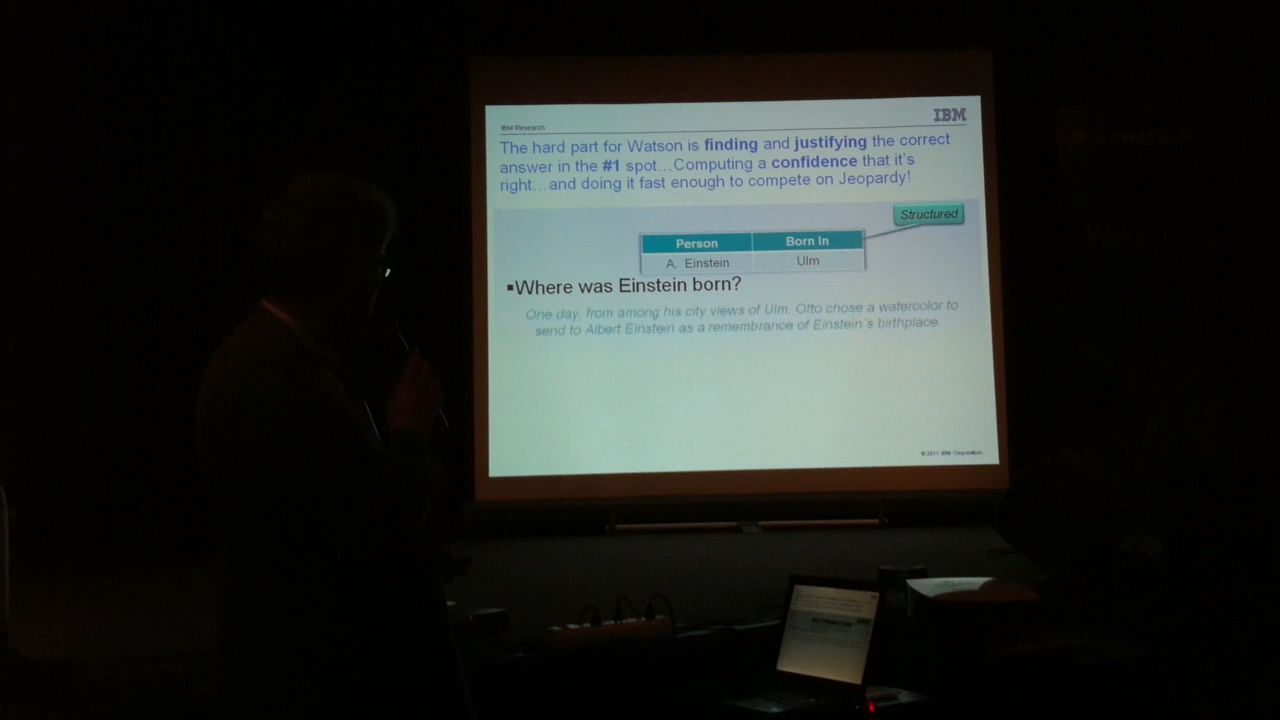 IBM
IBM Research
The hard part for Watson is finding and justifying the correct
answer in the #1 spot…Computing a confidence that it's
right…and doing it fast enough to compete on Jeopardy!
Structured
Person Born In
A. Einstein Ulm
▪Where was Einstein born?
One day, from among his city views of Ulm, Otto chose a watercolor to
send to Albert Einstein as a remembrance of Einstein´s birthplace.
© 2011 IBM Corporation